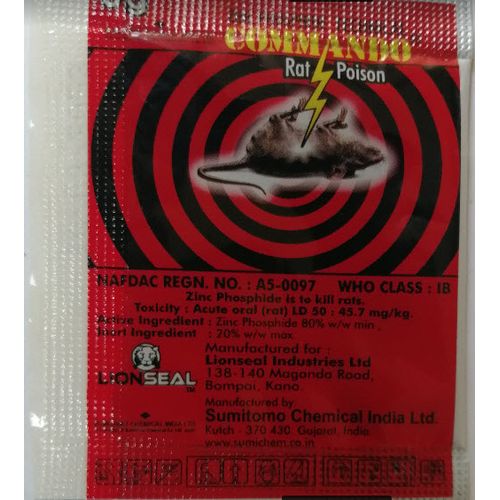 COMMANDO
Rat Poison
NAFDAC REGN. NO. : A5-0097 WHO CLASS : IB
Zinc Phosphide is to kill rats.
Toxicity : Acute oral (rat) LD 50 : 45.7 mg/kg.
Active Ingredient : Zinc Phosphide 80% w/w min,
Inert Ingredient : 20% w/w max.
Manufactured for :
Lionseal Industries Ltd
138-140 Maganda Road,
Bompai, Kano.
LIONSEAL
TM
Manufactured by:
Sumitomo Chemical India Ltd.
Kutch - 370 430. Gujarat, India.
www.sumichem.co.in